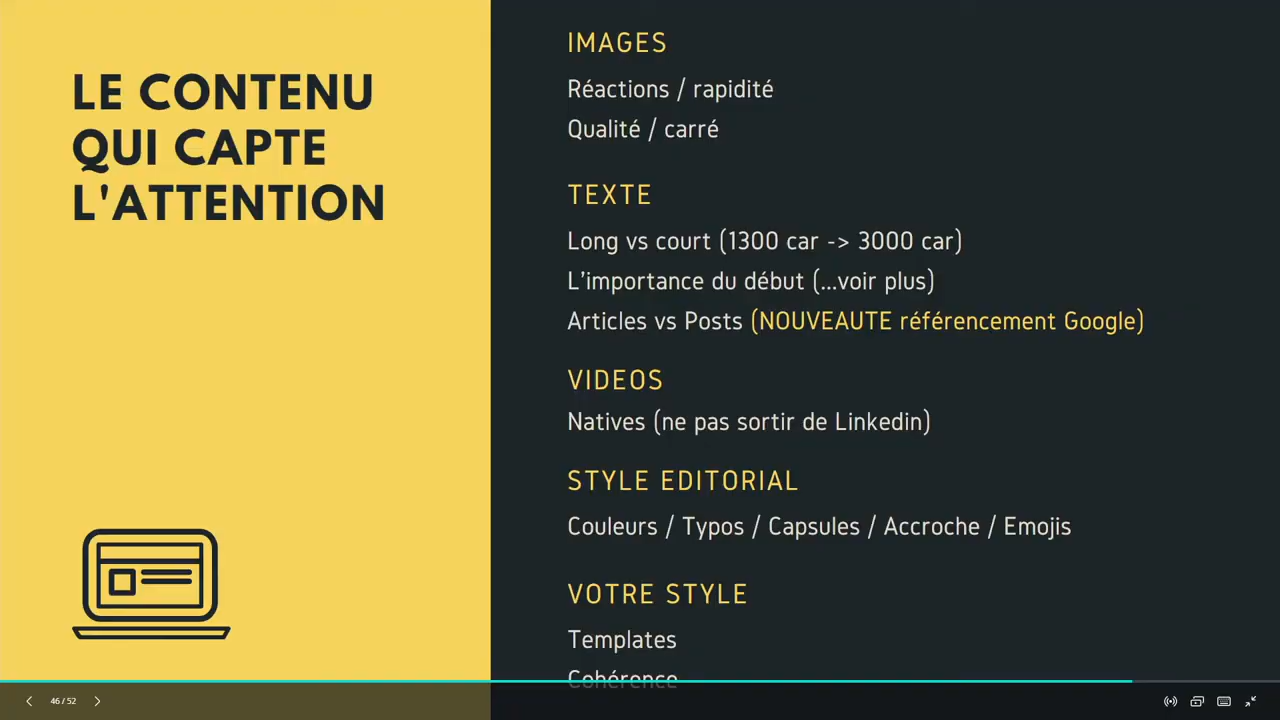 LE CONTENU
QUI CAPTE
L'ATTENTION
IMAGES
Réactions / rapidité
Qualité / carré
TEXTE
Long vs court (1300 car -> 3000 car)
L’importance du début (...voir plus)
Articles vs Posts (NOUVEAUTE référencement Google)
VIDEOS
Natives (ne pas sortir de Linkedin)
STYLE EDITORIAL
Couleurs / Typos / Capsules / Accroche / Emojis
VOTRE STYLE
Templates
Cohérence
46 / 52